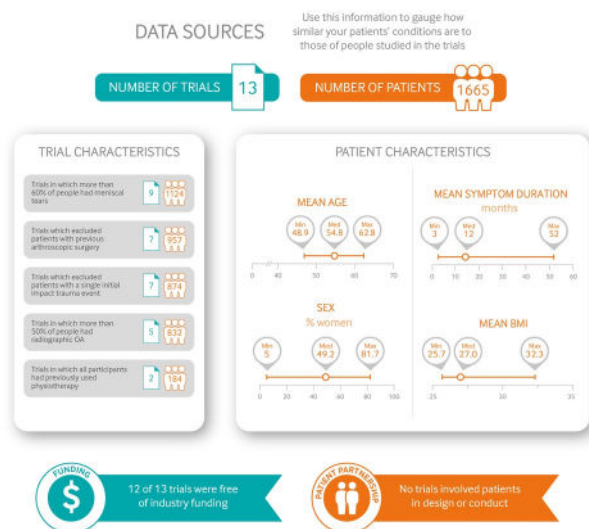 DATA SOURCES
Use this information to gauge how
similar your patients' conditions are to
those of people studied in the trials
NUMBER OF TRIALS 13
NUMBER OF PATIENTS 1665
TRIAL CHARACTERISTICS
Trials in which more than
60% of people had meniscal
tears
9 1124
Trials which excluded
patients with previous
arthroscopic surgery
7 957
Trials which excluded
patients with a single initial
impact trauma event
7 874
Trials in which more than
50% of people had
radiographic OA
5 832
Trials in which all participants
had previously used
physiotherapy
2 184
PATIENT CHARACTERISTICS
MEAN AGE
Min 48.9
Med 54.8
Max 62.8
0 40 50 60 70
MEAN SYMPTOM DURATION
months
Min 3
Med 12
Max 52
0 10 20 30 40 50 60
SEX
% women
Min 5
Med 49.2
Max 81.7
0 20 40 60 80 100
MEAN BMI
Min 25.7
Med 27.0
Max 32.3
25 30 35
FUNDING
$
12 of 13 trials were free
of industry funding
PATIENT PARTNERSHIP
No trials involved patients
in design or conduct